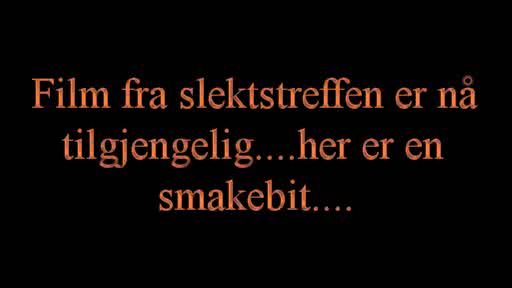 Film fra slektstreffen er nå
tilgjengelig....her er en
smakebit....